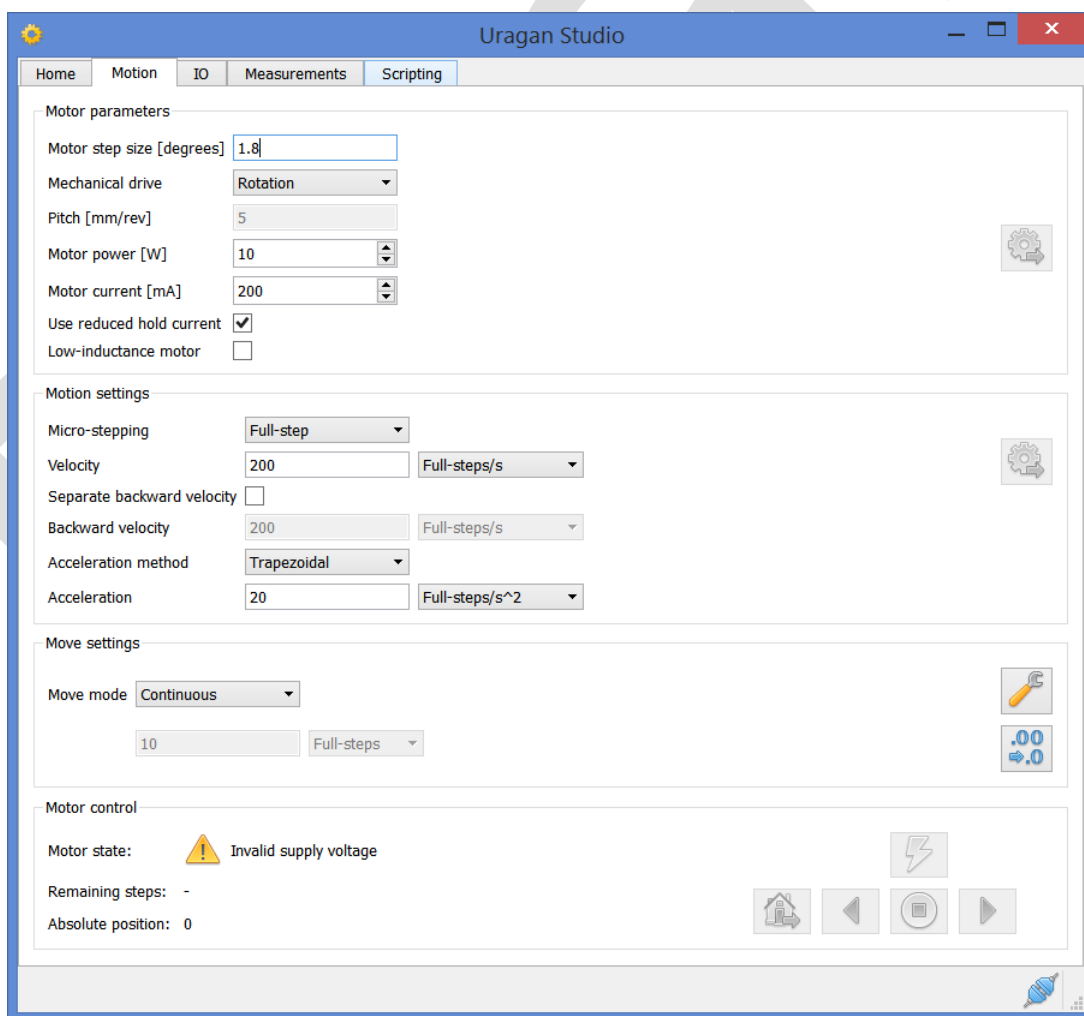 Uragan Studio
Home Motion IO Measurements Scripting
Motor parameters
Motor step size [degrees] 1.8
Mechanical drive Rotation
Pitch [mm/rev] 5
Motor power [W] 10
Motor current [mA] 200
Use reduced hold current
Low-inductance motor
Motion settings
Micro-stepping Full-step
Velocity 200 Full-steps/s
Separate backward velocity
Backward velocity 200 Full-steps/s
Acceleration method Trapezoidal
Acceleration 20 Full-steps/s^2
Move settings
Move mode Continuous
10 Full-steps
.00
.0
Motor control
Motor state: Invalid supply voltage
Remaining steps: -
Absolute position: 0